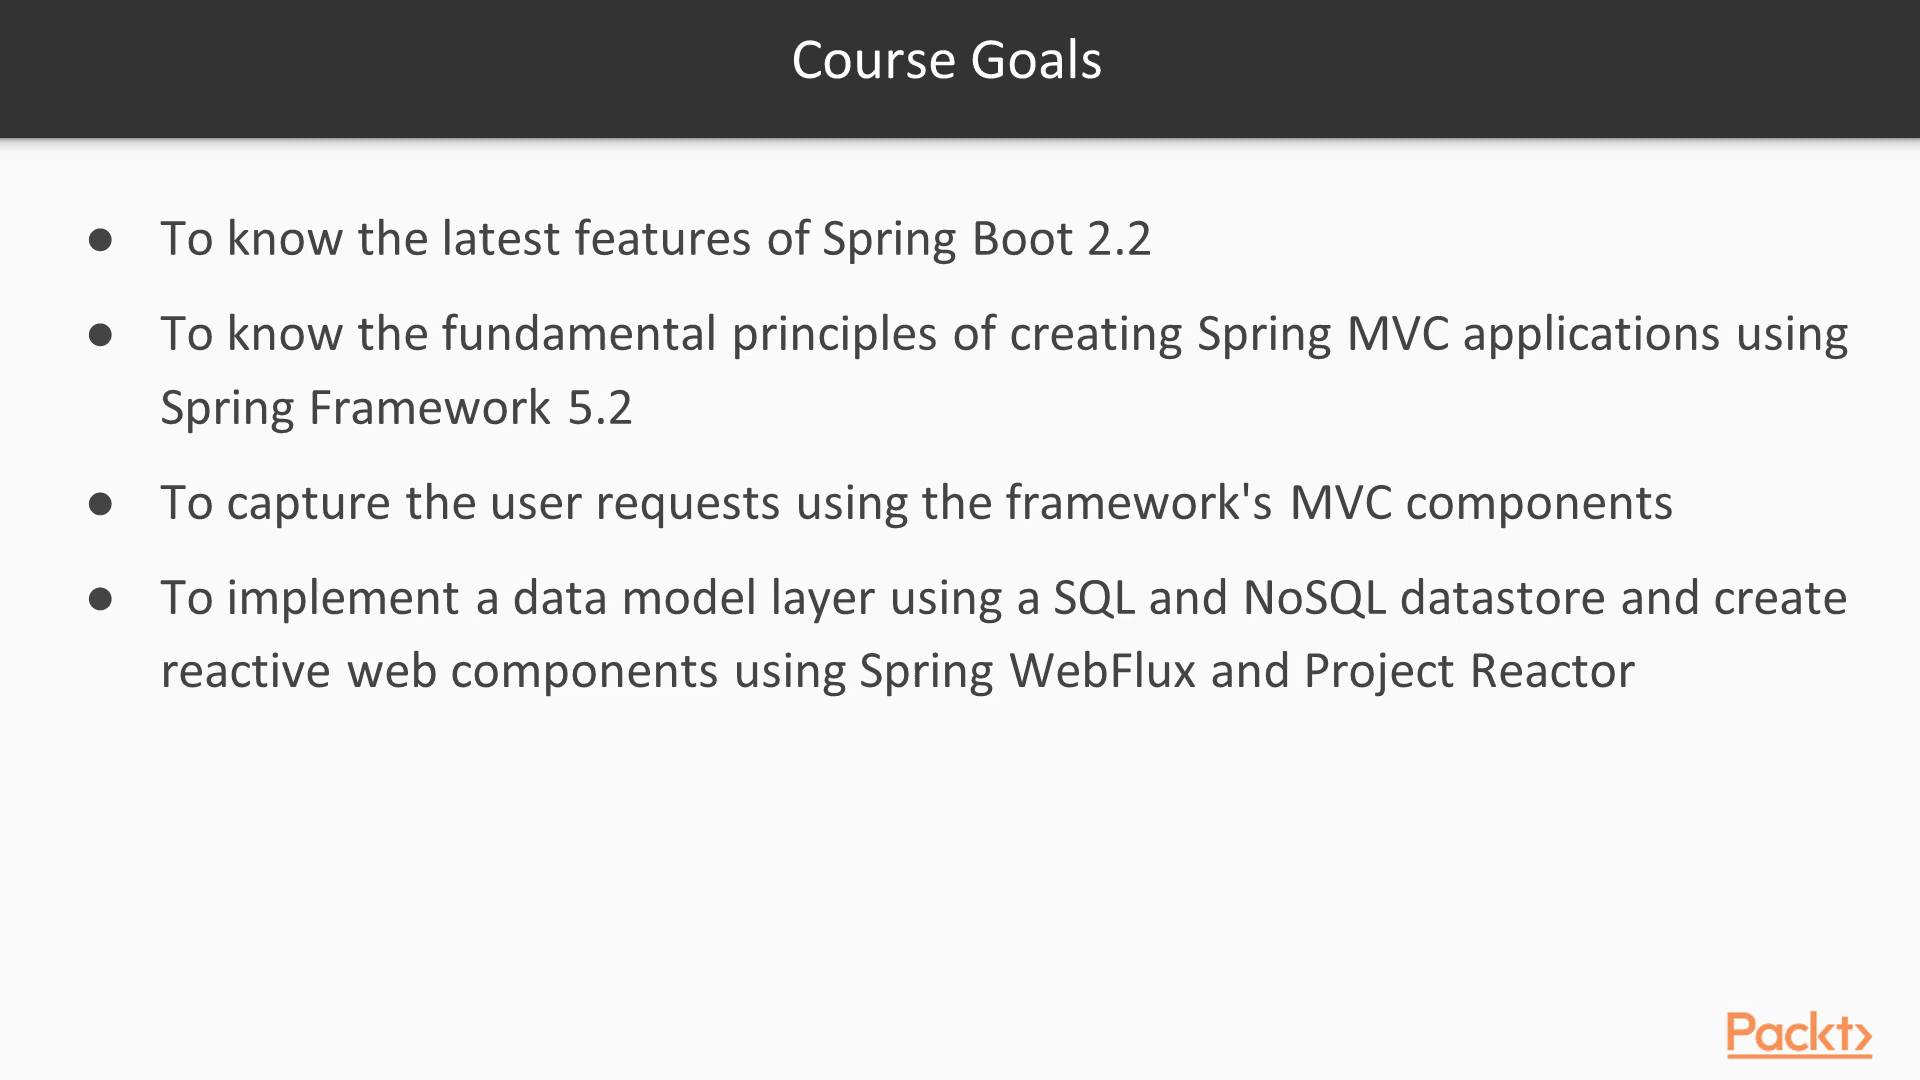 Course Goals
● To know the latest features of Spring Boot 2.2
● To know the fundamental principles of creating Spring MVC applications using
Spring Framework 5.2
● To capture the user requests using the framework's MVC components
● To implement a data model layer using a SQL and NoSQL datastore and create
reactive web components using Spring WebFlux and Project Reactor
Packt>